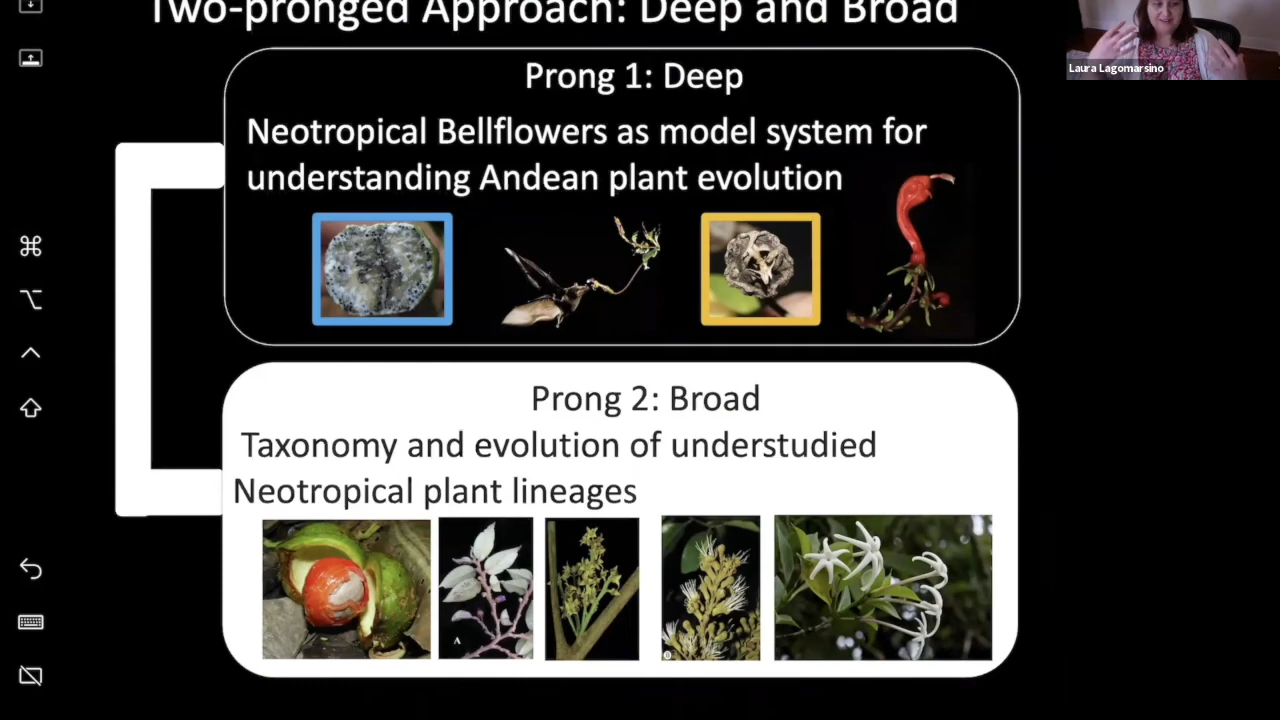 Two-pronged Approach: Deep and Broad
Laura Lagomarsino
Prong 1: Deep
Neotropical Bellflowers as model system for
understanding Andean plant evolution
Prong 2: Broad
Taxonomy and evolution of understudied
Neotropical plant lineages
A